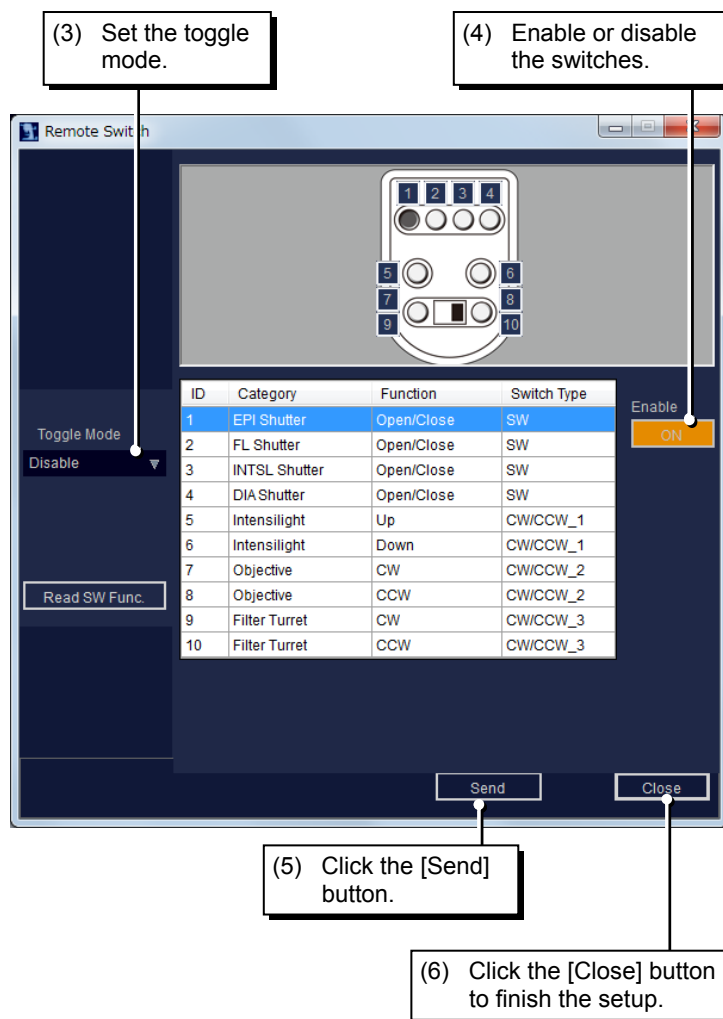 (3) Set the toggle
mode.
(4) Enable or disable
the switches.
Remote Switch
1 2 3 4
5 6
7 8
9 10
Toggle Mode
Disable
Read SW Func.
ID Category Function Switch Type
1 EPI Shutter Open/Close SW
2 FL Shutter Open/Close SW
3 INTSL Shutter Open/Close SW
4 DIA Shutter Open/Close SW
5 Intensilight Up CW/CCW_1
6 Intensilight Down CW/CCW_1
7 Objective CW CW/CCW_2
8 Objective CCW CW/CCW_2
9 Filter Turret CW CW/CCW_3
10 Filter Turret CCW CW/CCW_3
Enable
ON
Send
Close
(5) Click the [Send]
button.
(6) Click the [Close] button
to finish the setup.